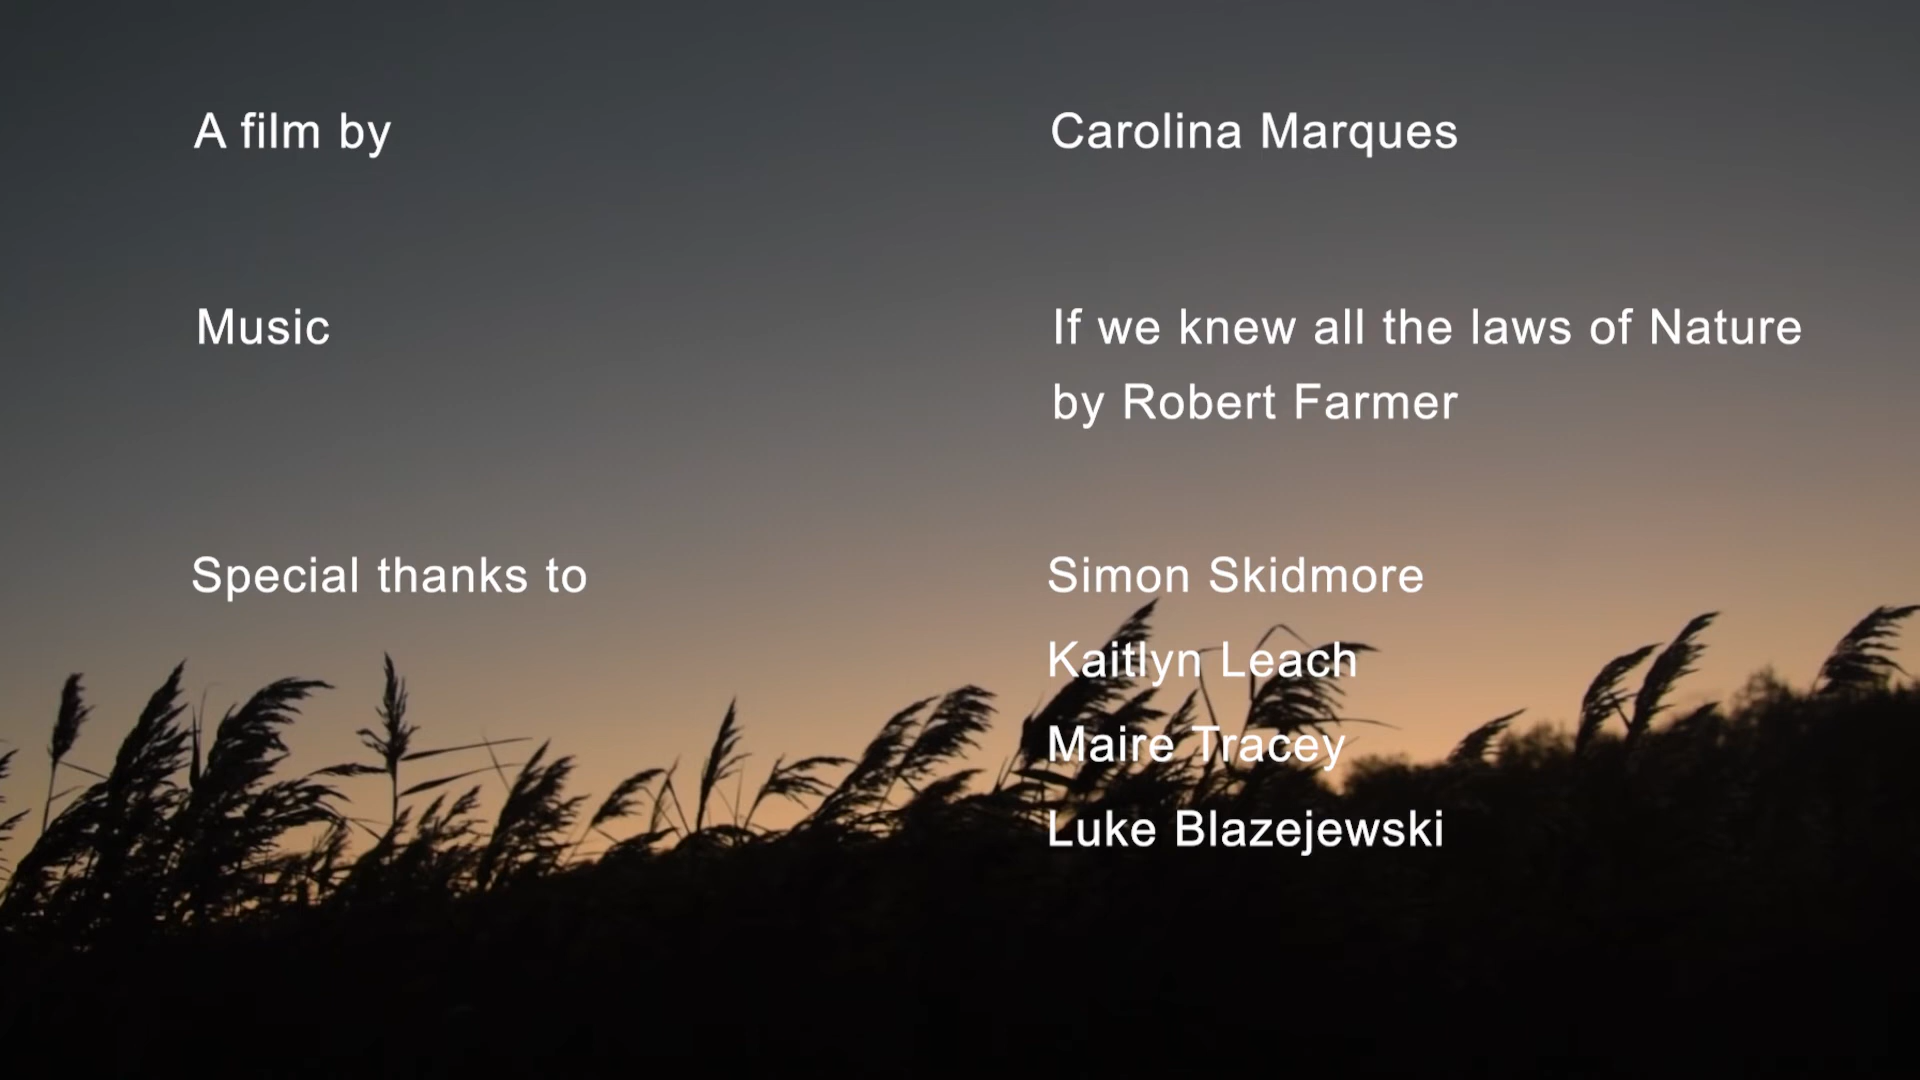 A film by
Carolina Marques
Music
If we knew all the laws of Nature
by Robert Farmer
Special thanks to
Simon Skidmore
Kaitlyn Leach
Maire Tracey
Luke Blazejewski